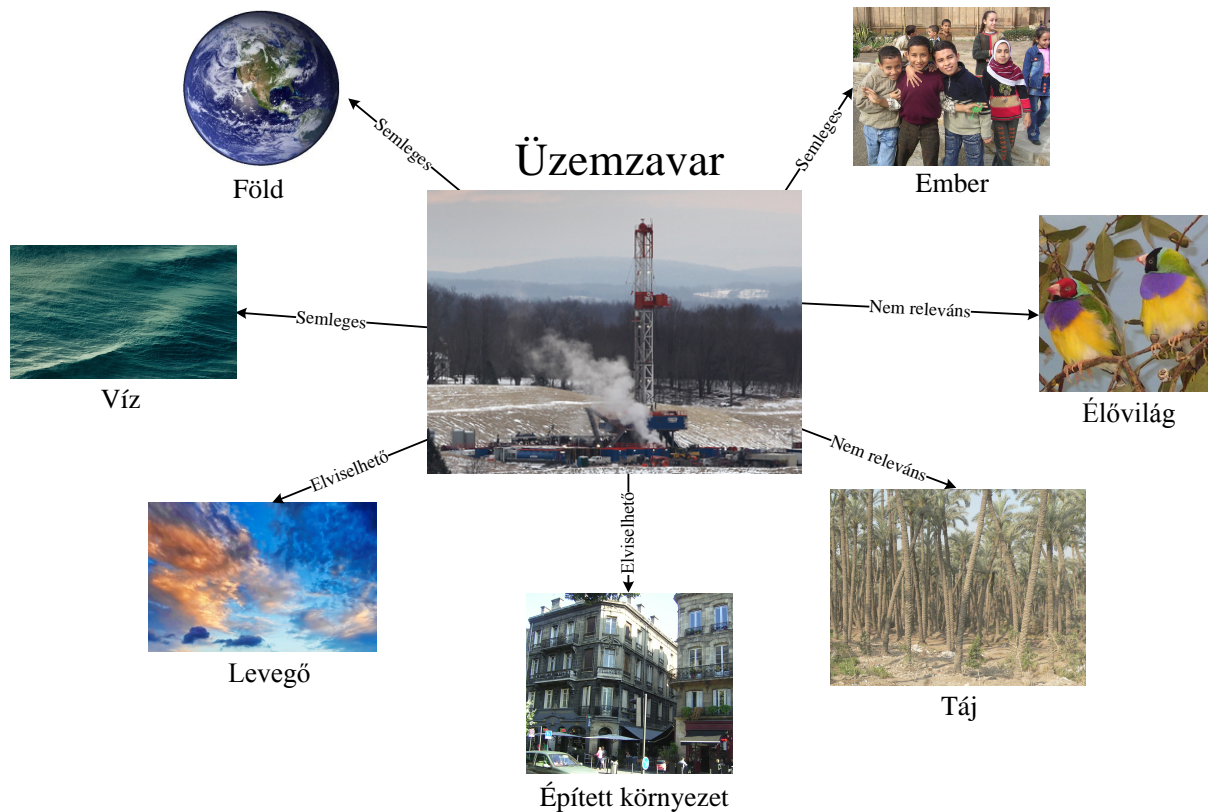 Üzemzavar
Semleges
Föld
Semleges
Ember
Semleges
Víz
Nem releváns
Élővilág
Elviselhető
Levegő
Elviselhető
Épített környezet
Nem releváns
Táj